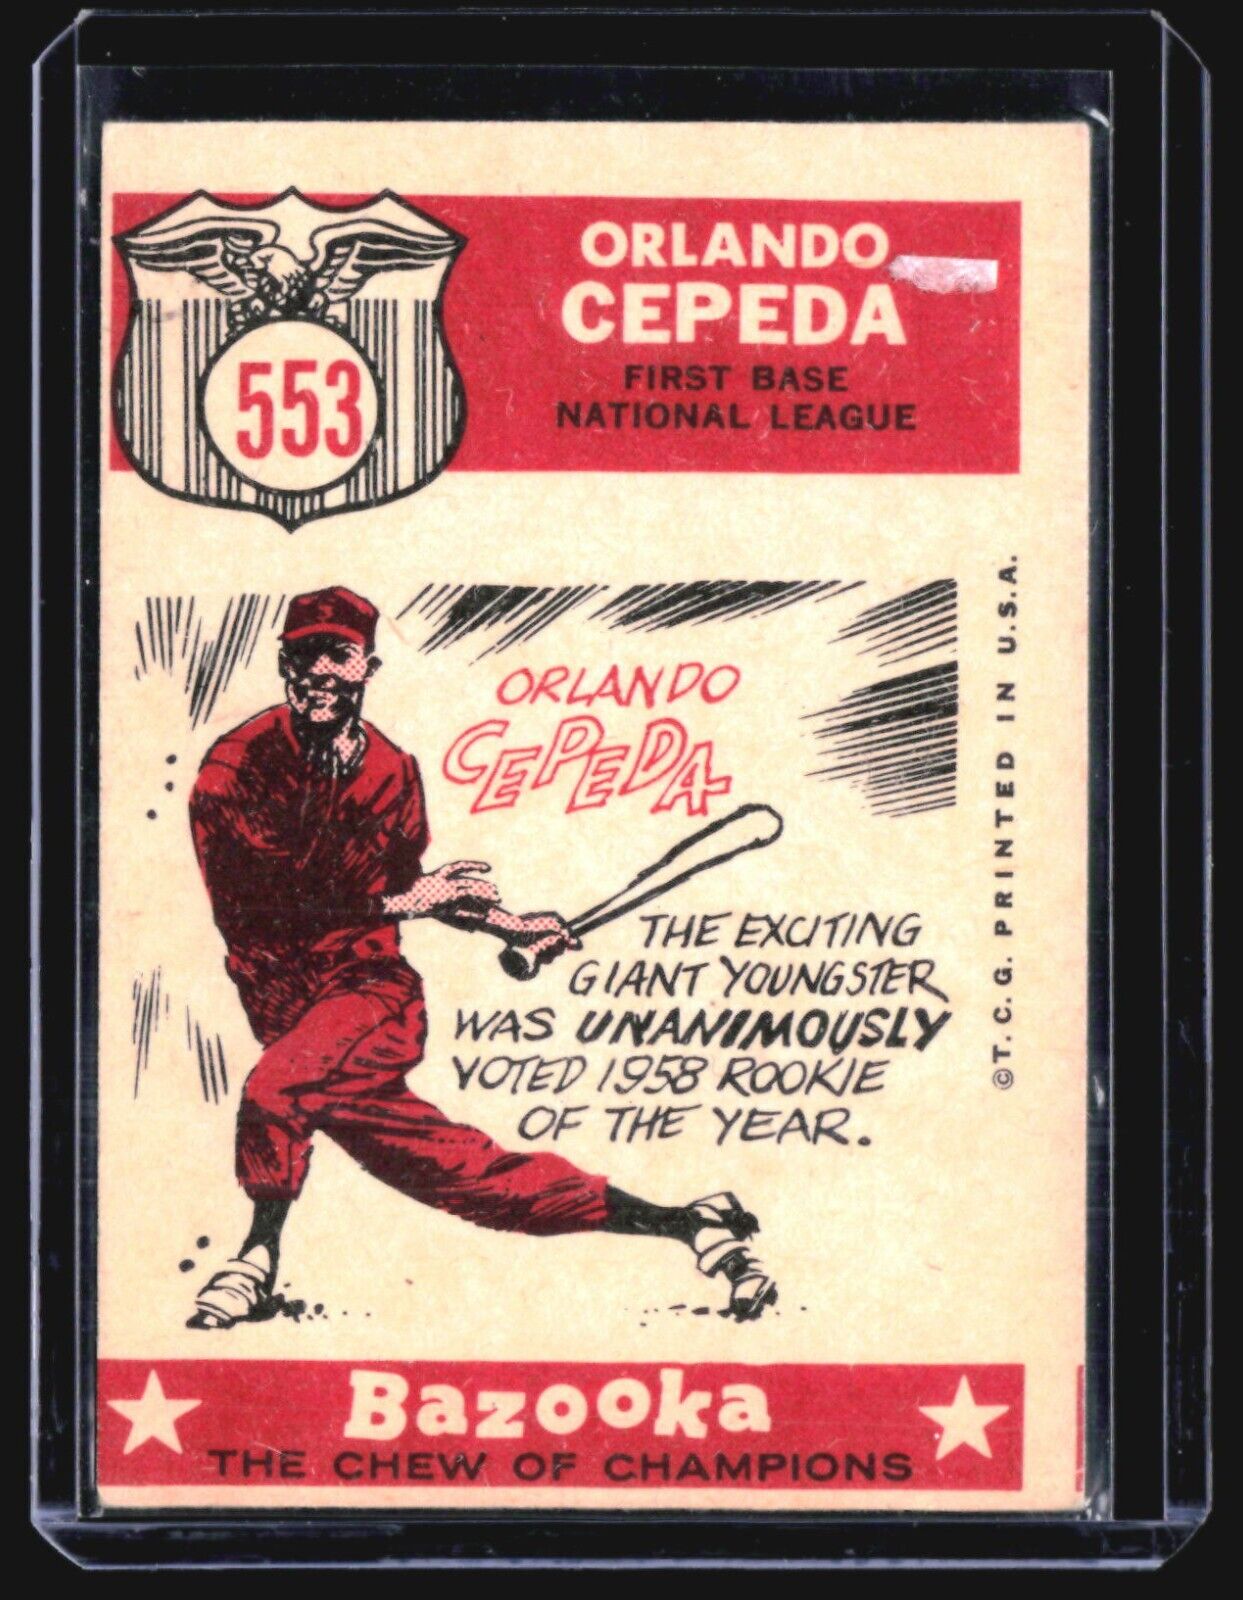 553
ORLANDO
CEPEDA
FIRST BASE
NATIONAL LEAGUE
ORLANDO
CEPEDA
THE EXCITING
GIANT YOUNGSTER
WAS UNANIMOUSLY
VOTED 1958 ROOKIE
OF THE YEAR.
©T. C. G. PRINTED IN U.S.A.
Bazooka
THE CHEW OF CHAMPIONS